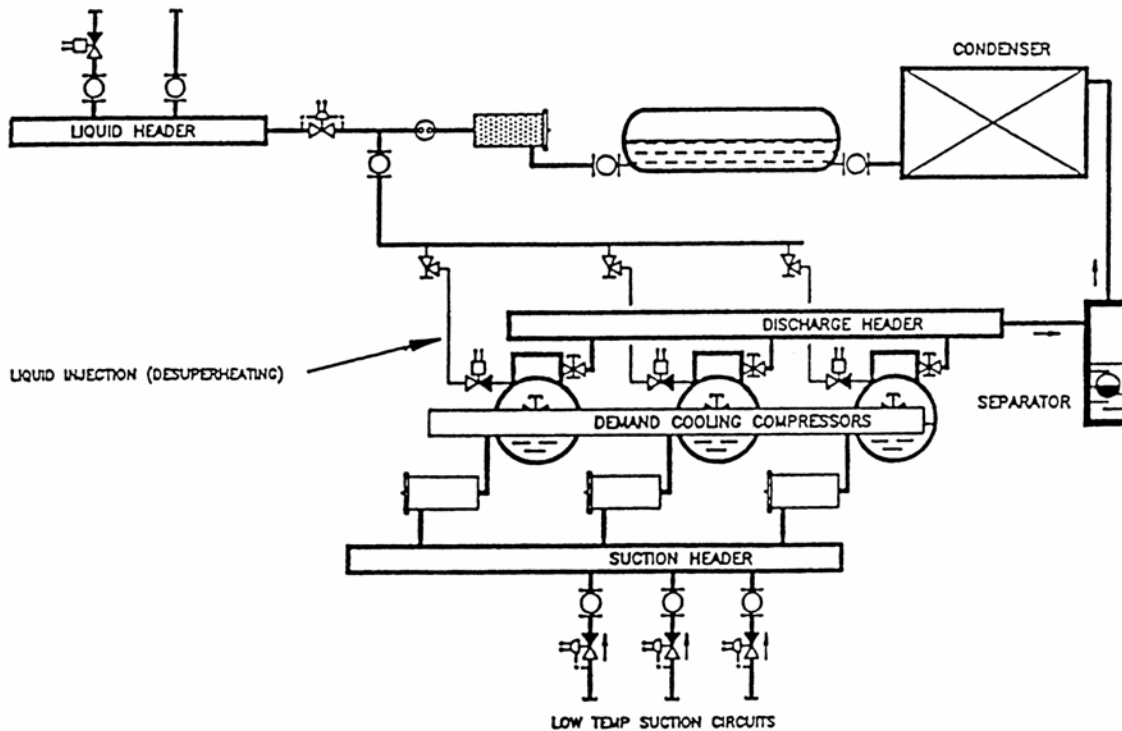 CONDENSER
LIQUID HEADER
DISCHARGE HEADER
LIQUID INJECTION (DESUPERHEATING)
SEPARATOR
DEMAND COOLING COMPRESSORS
SUCTION HEADER
LOW TEMP SUCTION CIRCUITS